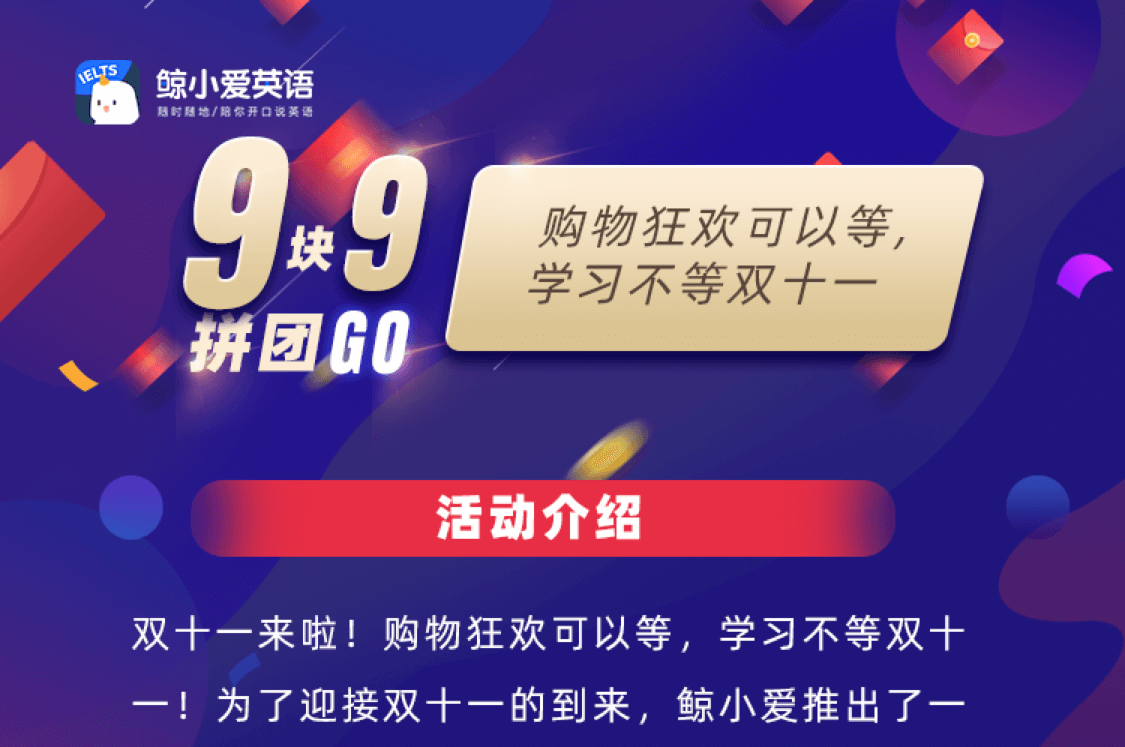 IELTS
鲸小爱英语
随时随地/陪你开口说英语
9块9
拼团GO
购物狂欢可以等,
学习不等双十一
活动介绍
双十一来啦！购物狂欢可以等，学习不等双十
一！为了迎接双十一的到来，鲸小爱推出了一